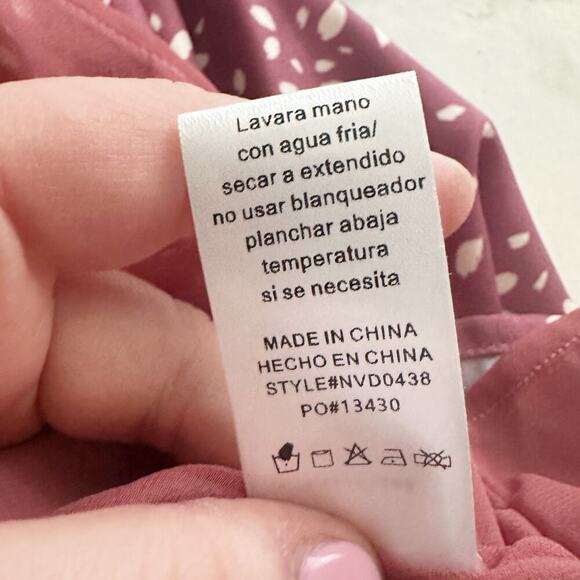 Lavara mano
con agua fria/
secar a extendido
no usar blanqueador
planchar abaja
temperatura
si se necesita
MADE IN CHINA
HECHO EN CHINA
STYLE#NVD0438
PO#13430